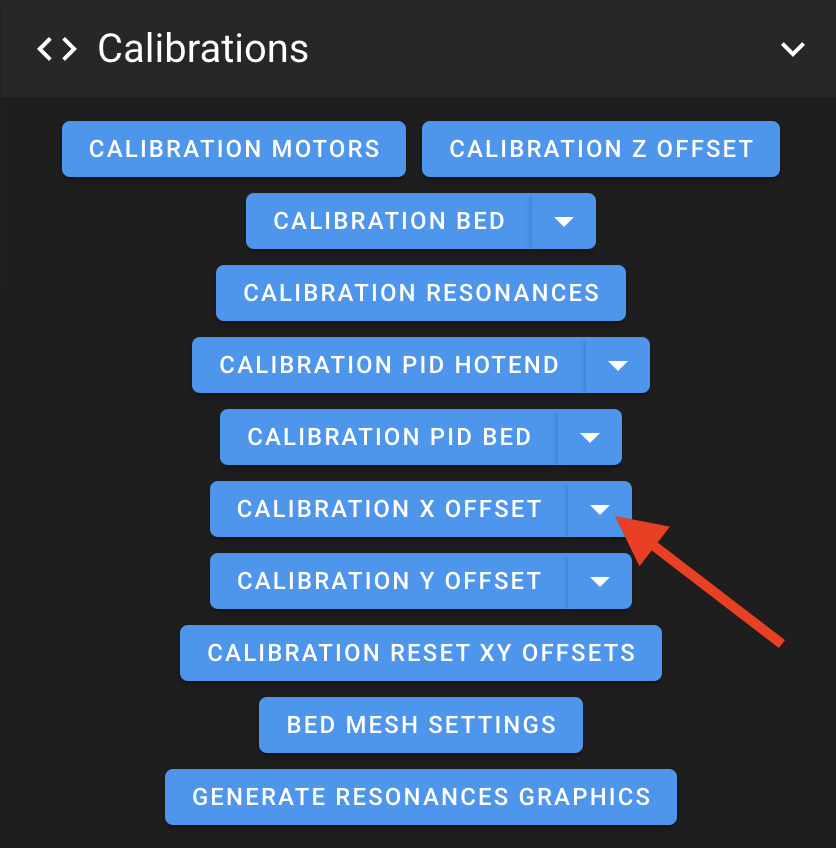 Calibrations
CALIBRATION MOTORS
CALIBRATION Z OFFSET
CALIBRATION BED
CALIBRATION RESONANCES
CALIBRATION PID HOTEND
CALIBRATION PID BED
CALIBRATION X OFFSET
CALIBRATION Y OFFSET
CALIBRATION RESET XY OFFSETS
BED MESH SETTINGS
GENERATE RESONANCES GRAPHICS